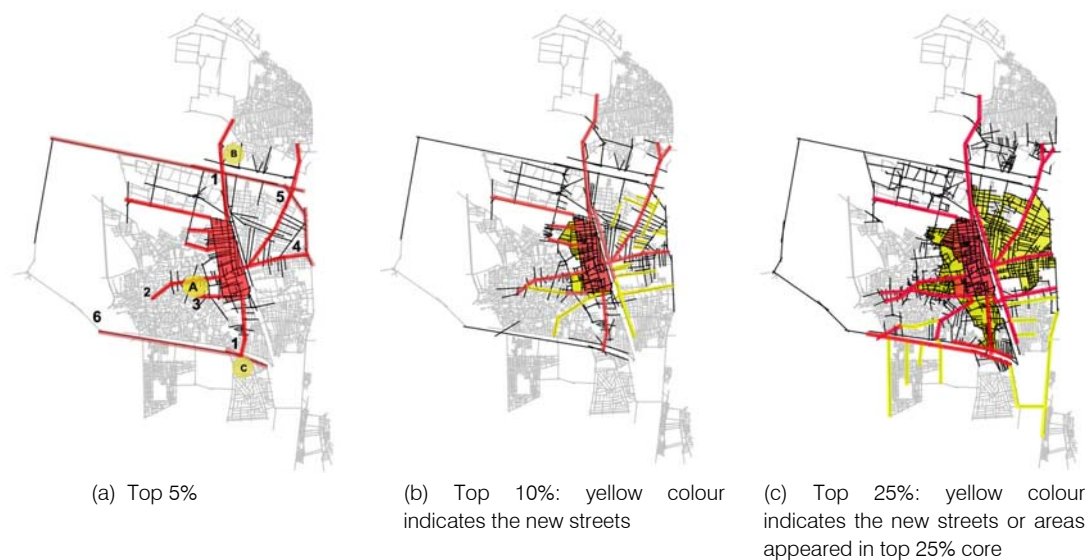 B
1
5
4
A
2
3
6
1
C
(a) Top 5%
(b) Top 10%: yellow colour
indicates the new streets
(c) Top 25%: yellow colour
indicates the new streets or areas
appeared in top 25% core